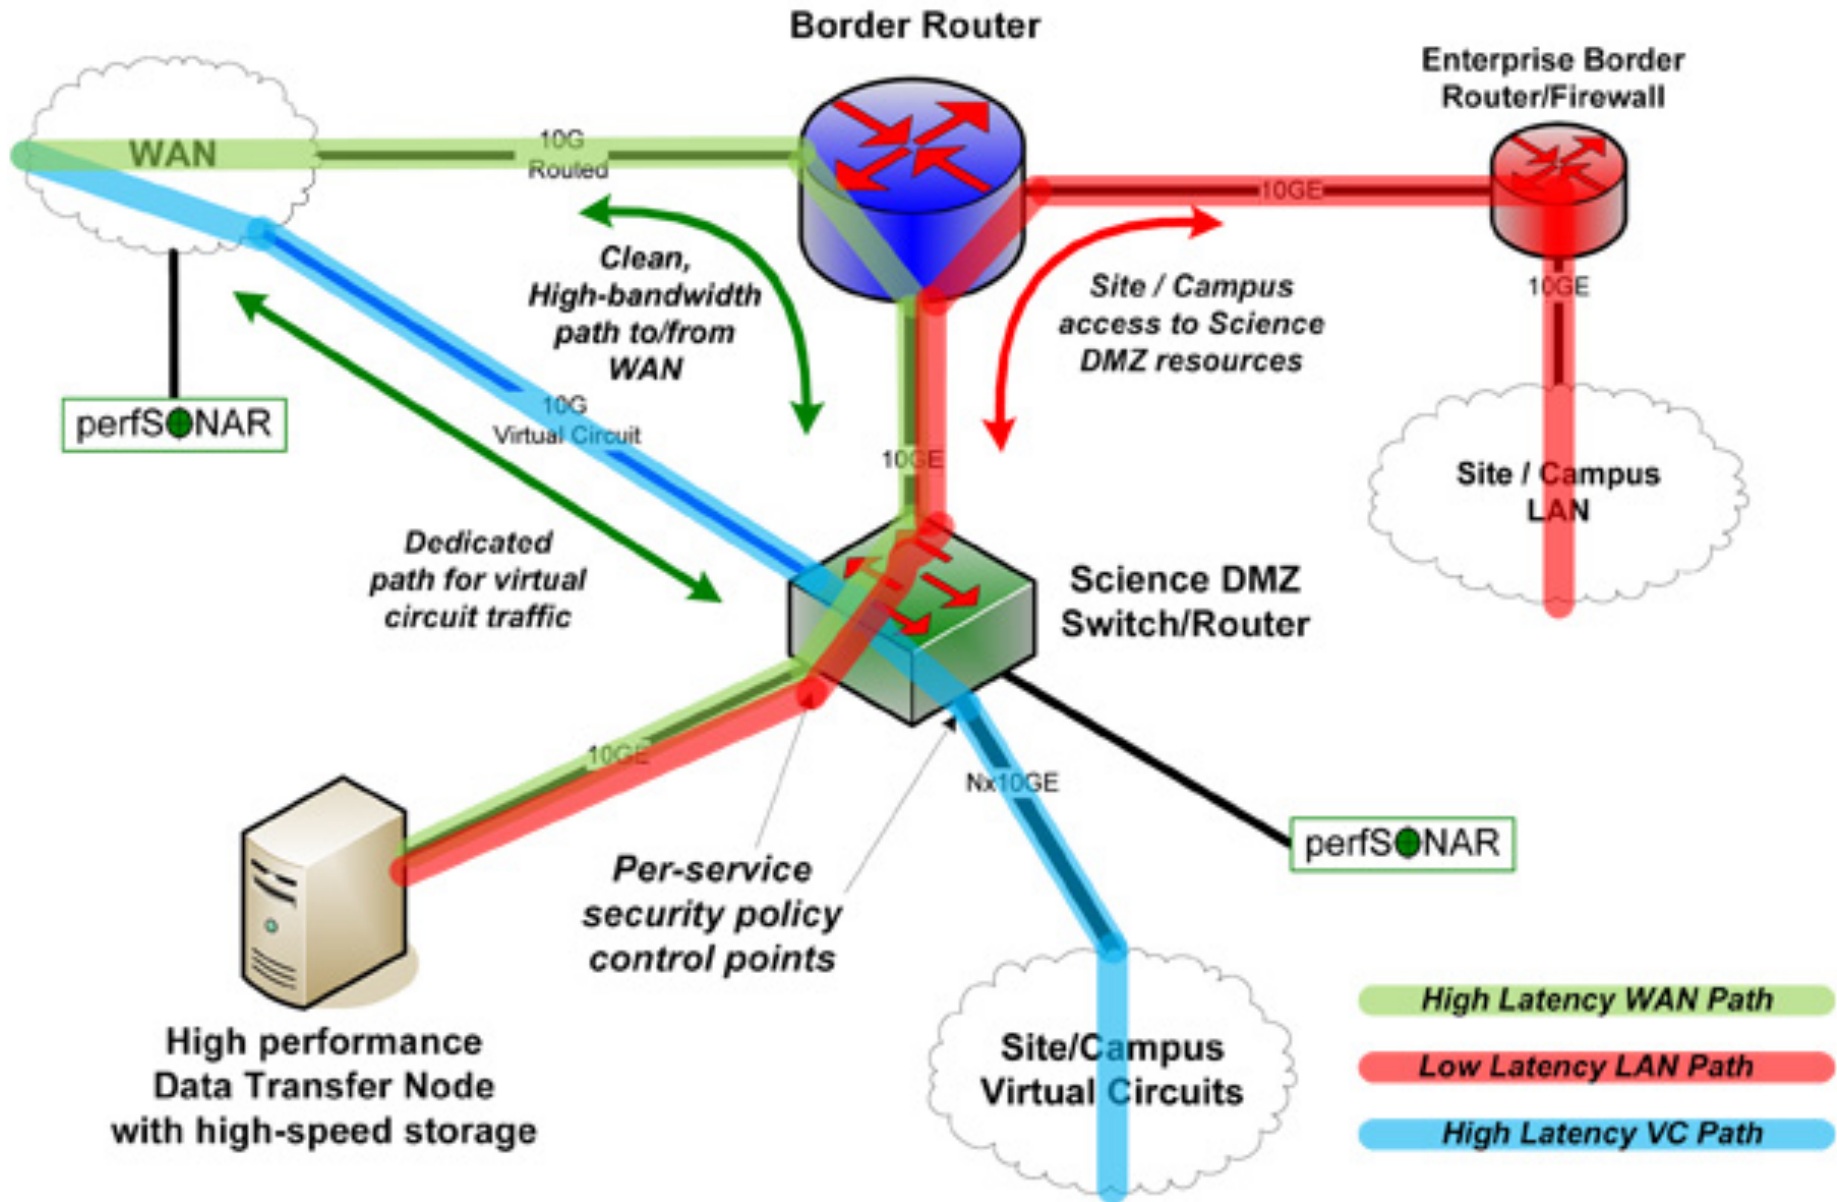 Border Router
Enterprise Border
Router/Firewall
WAN
10G
Routed
10GE
Clean,
High-bandwidth
path to/from
WAN
Site / Campus
access to Science
DMZ resources
10GE
perfSONAR
10G
Virtual Circuit
10GE
Site / Campus
LAN
Dedicated
path for virtual
circuit traffic
Science DMZ
Switch/Router
10GE
Nx10GE
perfSONAR
Per-service
security policy
control points
High performance
Data Transfer Node
with high-speed storage
Site/Campus
Virtual Circuits
High Latency WAN Path
Low Latency LAN Path
High Latency VC Path